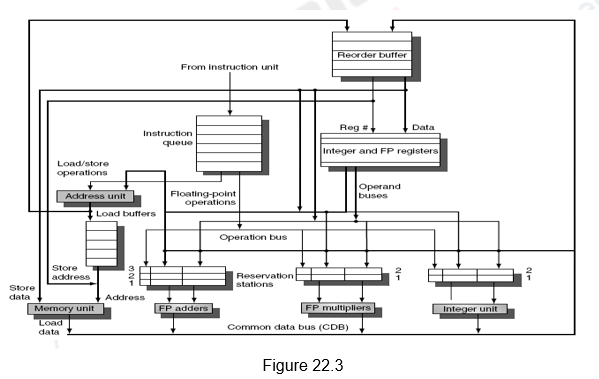 Reorder buffer
From instruction unit
Reg #
Data
Instruction
queue
Integer and FP registers
Load/store
operations
Operand
buses
Address unit
Floating-point
operations
Load buffers
Operation bus
Store
address
3
2
1
Reservation
stations
2
1
2
1
Store
data
Address
Memory unit
FP adders
FP multipliers
Integer unit
Load
data
Common data bus (CDB)
Figure 22.3